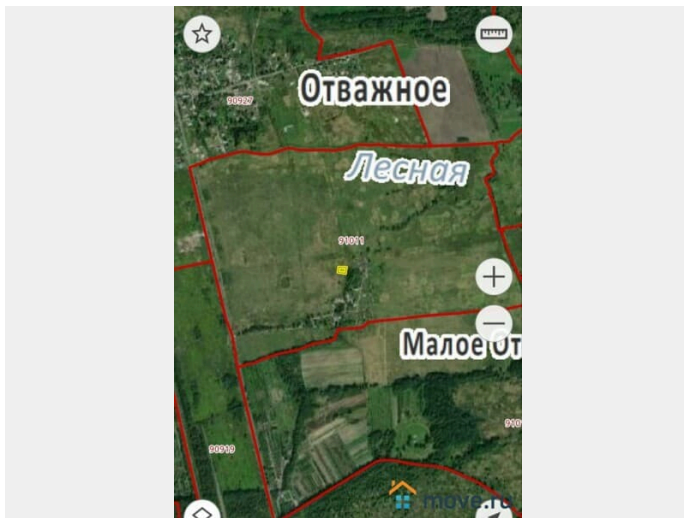 Отважное
90927
Лесная
91011
Малое От
910
90919
move.ru